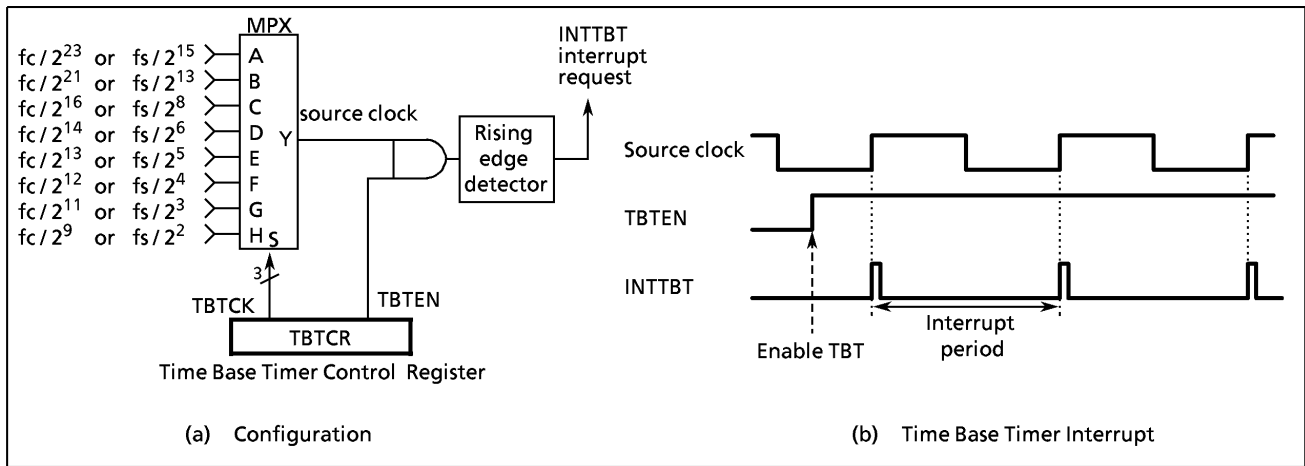 MPX
fc/2^23 or fs/2^15 A
fc/2^21 or fs/2^13 B
fc/2^16 or fs/2^8 C
fc/2^14 or fs/2^6 D
fc/2^13 or fs/2^5 E
fc/2^12 or fs/2^4 F
fc/2^11 or fs/2^3 G
fc/2^9 or fs/2^2 H S
Y
source clock
Rising
edge
detector
INTTBT
interrupt
request
3
TBTCK
TBTEN
TBTCR
Time Base Timer Control Register
(a) Configuration
Source clock
TBTEN
INTTBT
Enable TBT
Interrupt
period
(b) Time Base Timer Interrupt